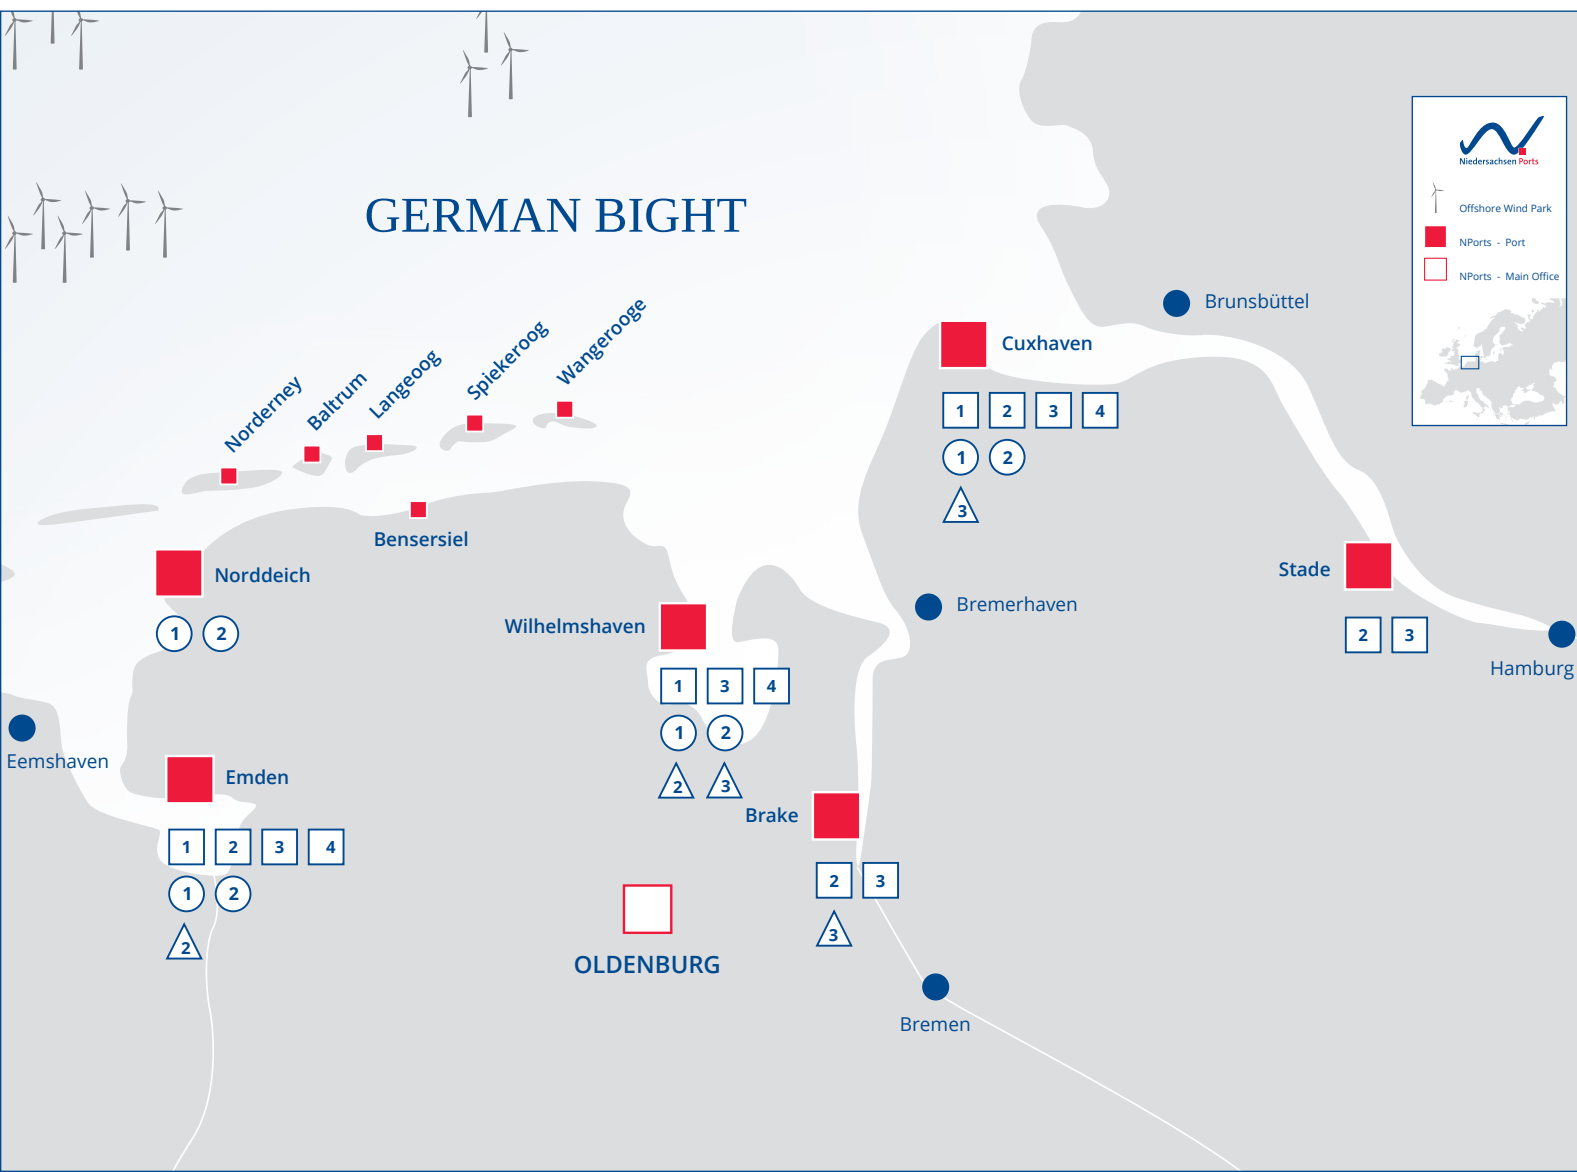 GERMAN BIGHT
Niedersachsen Ports
Offshore Wind Park
NPorts - Port
NPorts - Main Office
Brunsbüttel
Cuxhaven
1 2 3 4
1 2
3
Norderney
Baltrum
Langeoog
Spiekeroog
Wangerooge
Bensersiel
Norddeich
1 2
Wilhelmshaven
1 3 4
1 2
2 3
Bremerhaven
Stade
2 3
Hamburg
Eemshaven
Emden
1 2 3 4
1 2
2
Brake
2 3
3
OLDENBURG
Bremen